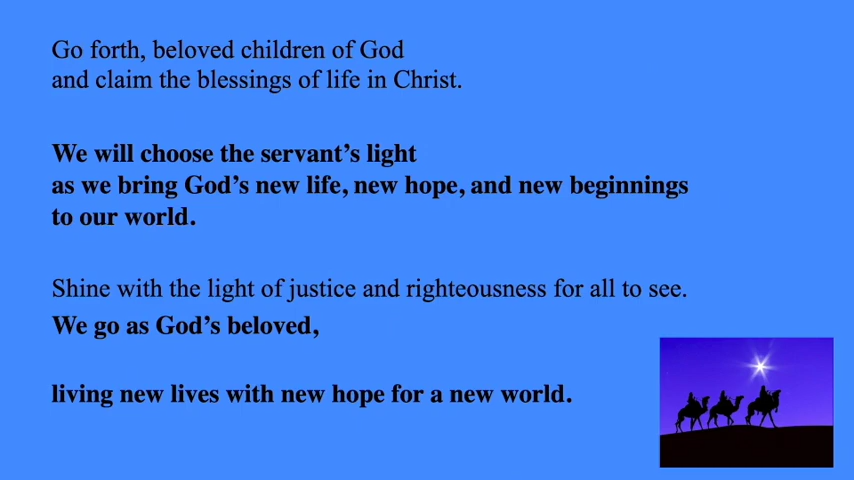 Go forth, beloved children of God
and claim the blessings of life in Christ.
We will choose the servant’s light
as we bring God’s new life, new hope, and new beginnings
to our world.
Shine with the light of justice and righteousness for all to see.
We go as God’s beloved,
living new lives with new hope for a new world.